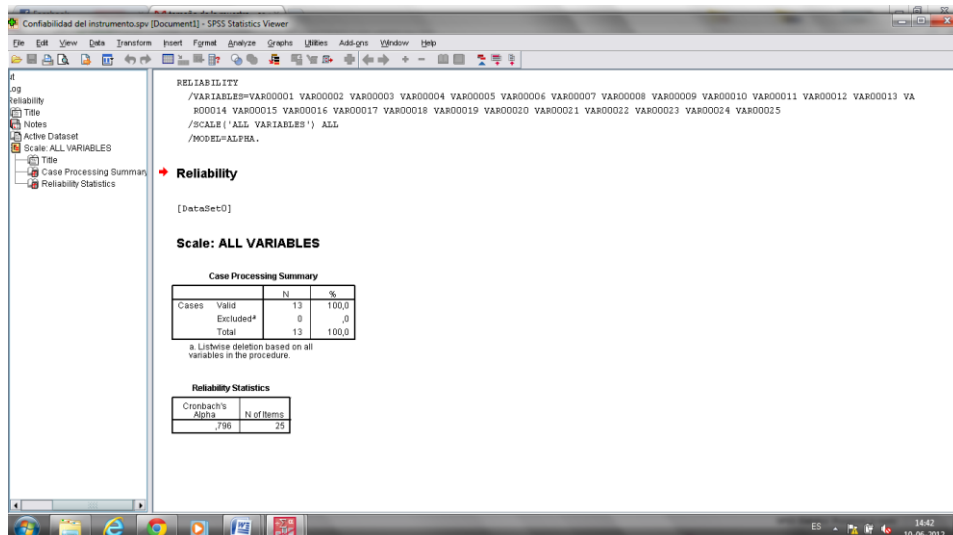 Confiabilidad del instrumento.spv [Document1] - SPSS Statistics Viewer
File Edit View Data Transform Insert Format Analyze Graphs Utilities Add-ons Window Help
Reliability
Title
Notes
Active Dataset
Scale: ALL VARIABLES
Title
Case Processing Summary
Reliability Statistics
RELIABILITY
/VARIABLES=VAR00001 VAR00002 VAR00003 VAR00004 VAR00005 VAR00006 VAR00007 VAR00008 VAR00009 VAR00010 VAR00011 VAR00012 VAR00013 VA
R00014 VAR00015 VAR00016 VAR00017 VAR00018 VAR00019 VAR00020 VAR00021 VAR00022 VAR00023 VAR00024 VAR00025
/SCALE('ALL VARIABLES') ALL
/MODEL=ALPHA.
Reliability
[DataSet0]
Scale: ALL VARIABLES
Case Processing Summary
N %
Cases Valid 13 100,0
Excludedª 0 ,0
Total 13 100,0
a. Listwise deletion based on all
variables in the procedure.
Reliability Statistics
Cronbach's
Alpha N of Items
,796 25
ES 14:42